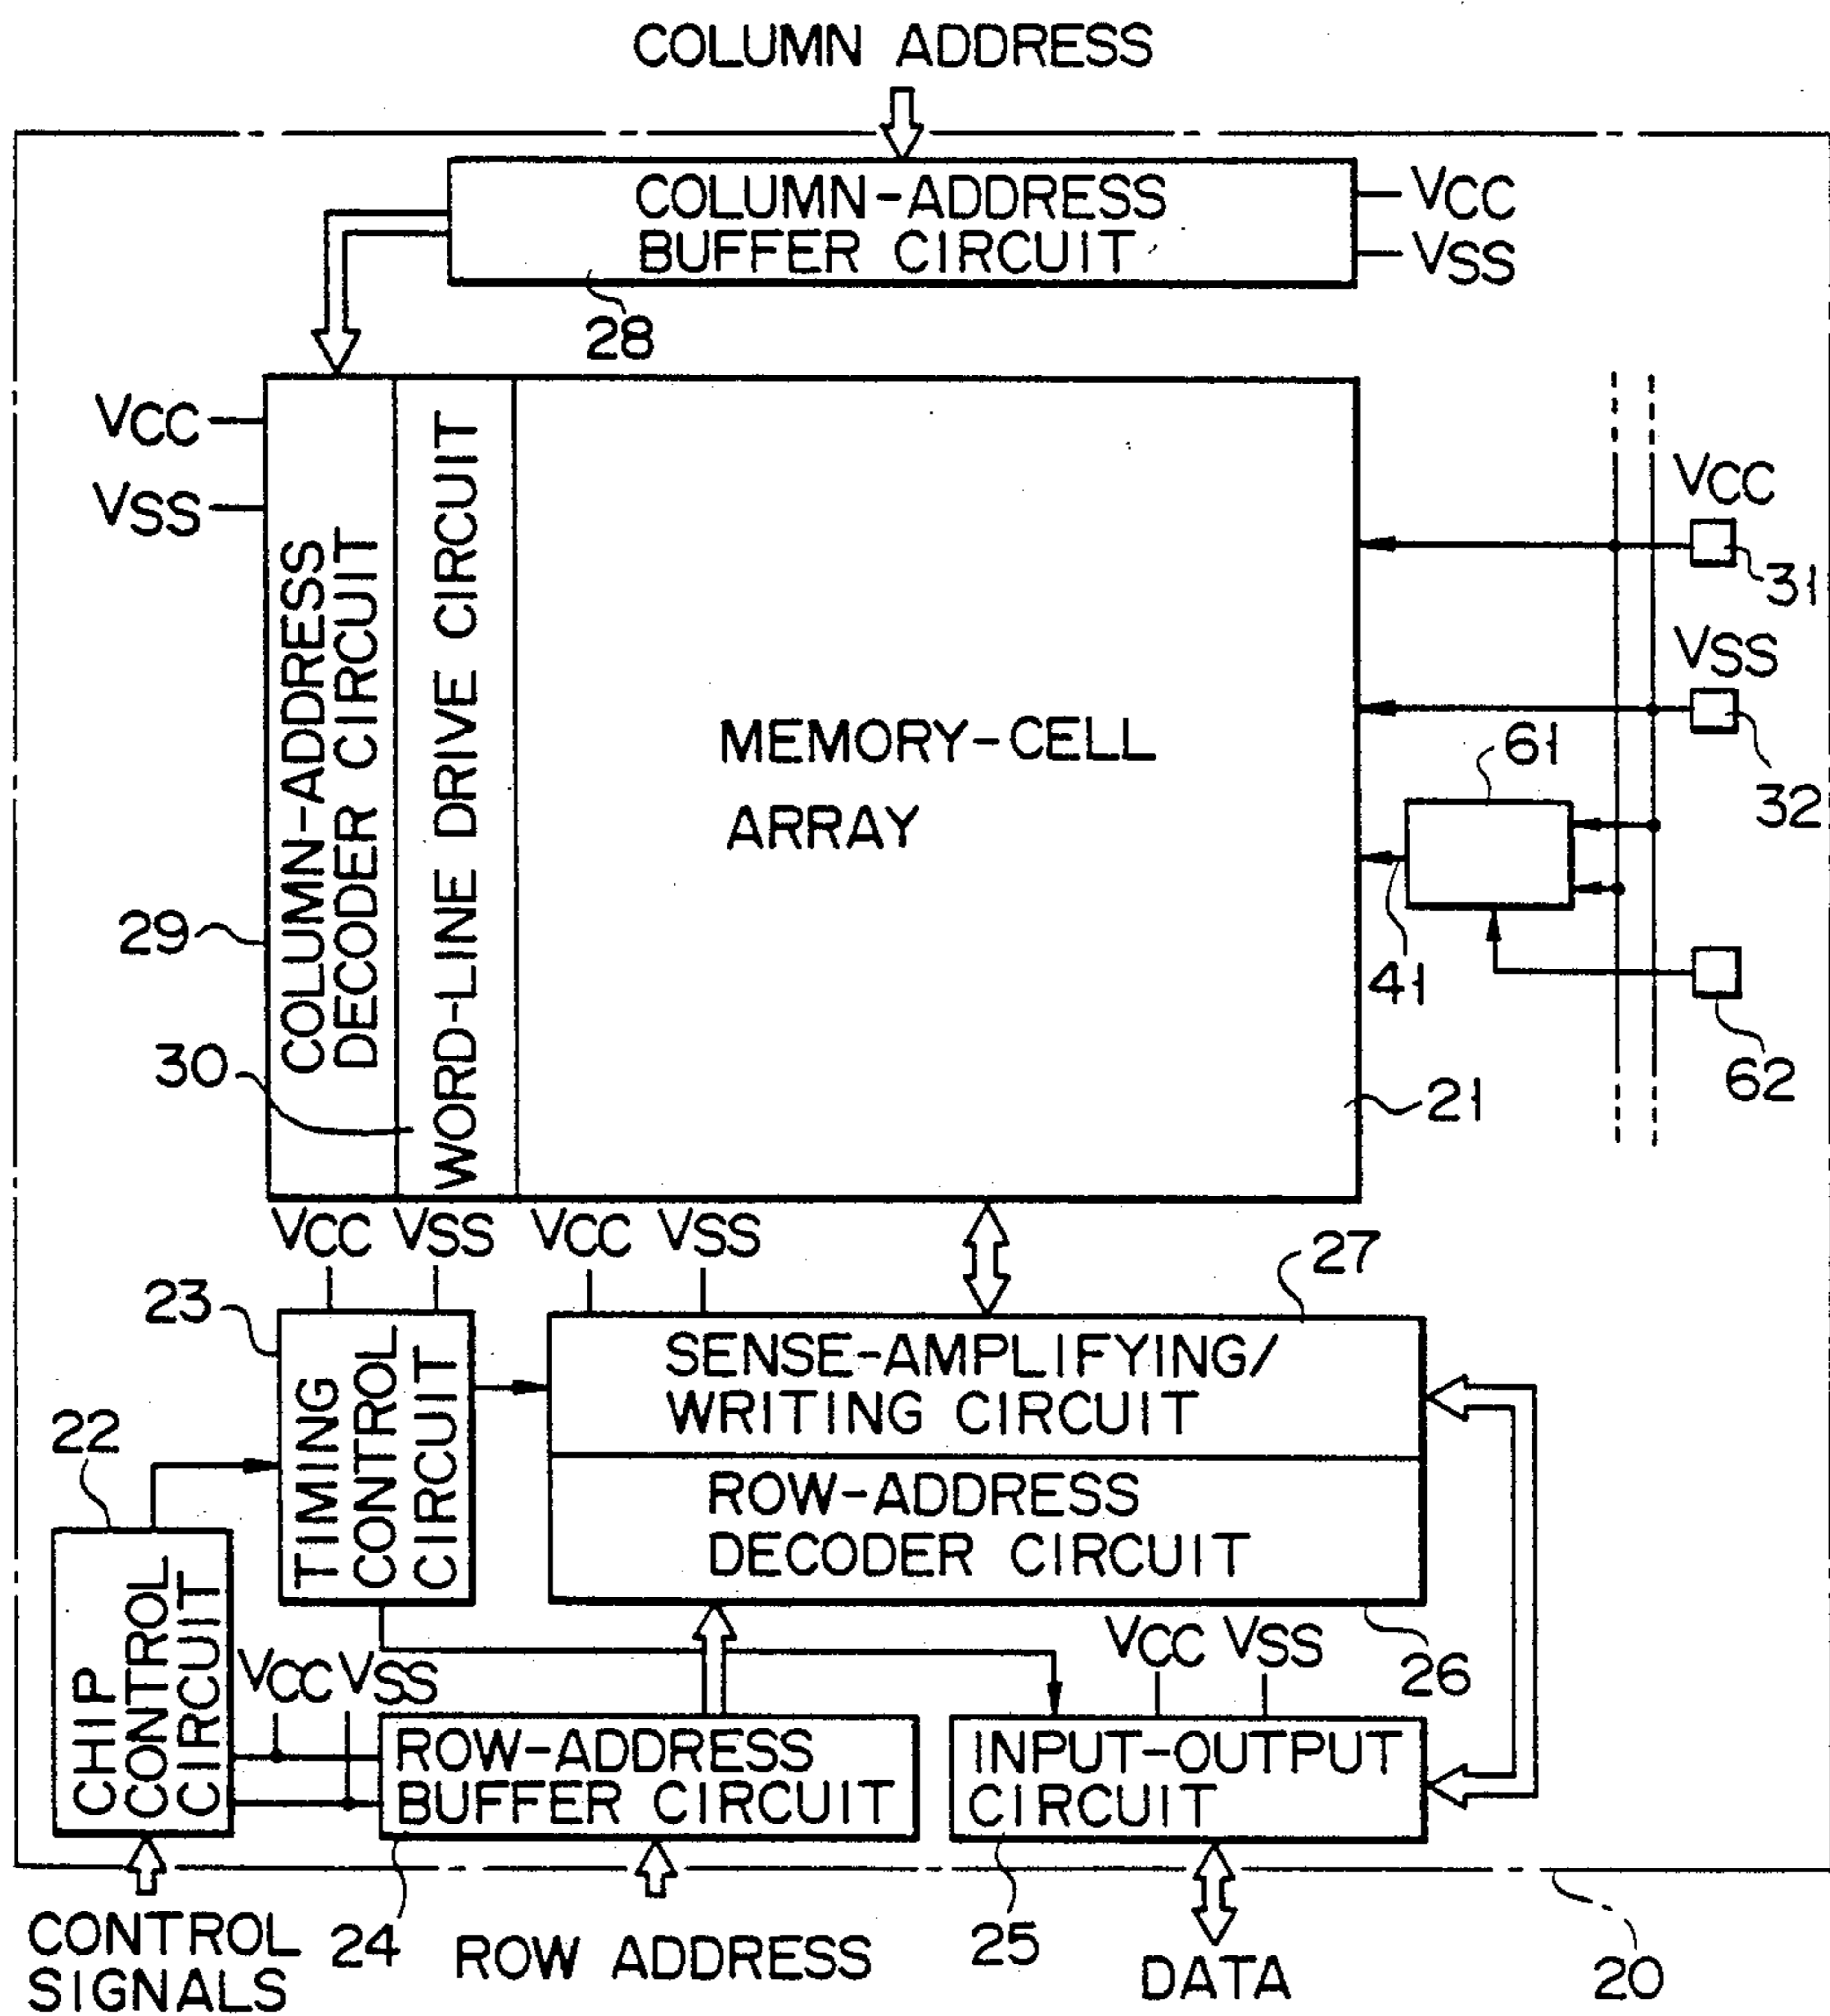 COLUMN ADDRESS
COLUMN-ADDRESS
BUFFER CIRCUIT
VCC
VSS
28
VCC
VSS
COLUMN-ADDRESS
DECODER CIRCUIT
WORD-LINE DRIVE CIRCUIT
MEMORY-CELL
ARRAY
VCC
31
VSS
32
61
41
62
29
30
21
VCC
VSS
VCC
VSS
27
23
TIMING
CONTROL
CIRCUIT
SENSE-AMPLIFYING/
WRITING CIRCUIT
22
ROW-ADDRESS
DECODER CIRCUIT
CHIP
CONTROL
CIRCUIT
VCC
VSS
VCC
VSS
26
ROW-ADDRESS
BUFFER CIRCUIT
INPUT-OUTPUT
CIRCUIT
CONTROL
SIGNALS
24
ROW ADDRESS
25
DATA
20